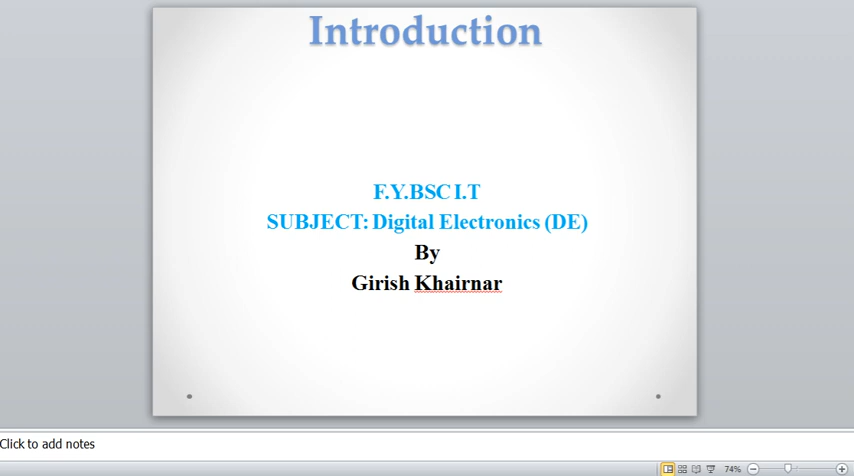 Introduction
F.Y.BSC I.T
SUBJECT: Digital Electronics (DE)
By
Girish Khairnar
Click to add notes
74%